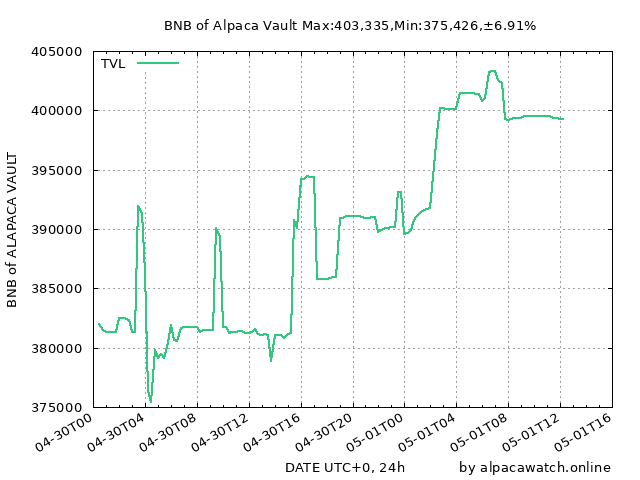 BNB of Alpaca Vault Max:403,335,Min:375,426,±6.91%
TVL
405000
400000
395000
390000
385000
380000
375000
BNB of ALAPACA VAULT
04-30T00
04-30T04
04-30T08
04-30T12
04-30T16
04-30T20
05-01T00
05-01T04
05-01T08
05-01T12
05-01T16
DATE UTC+0, 24h
by alpacawatch.online